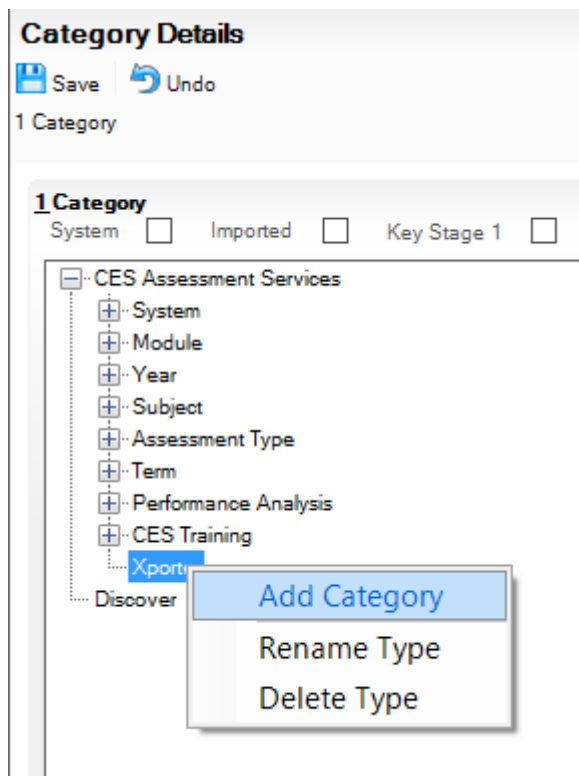 Category Details
Save Undo
1 Category
1 Category
System Imported Key Stage 1
CES Assessment Services
System
Module
Year
Subject
Assessment Type
Term
Performance Analysis
CES Training
Discover
Add Category
Rename Type
Delete Type